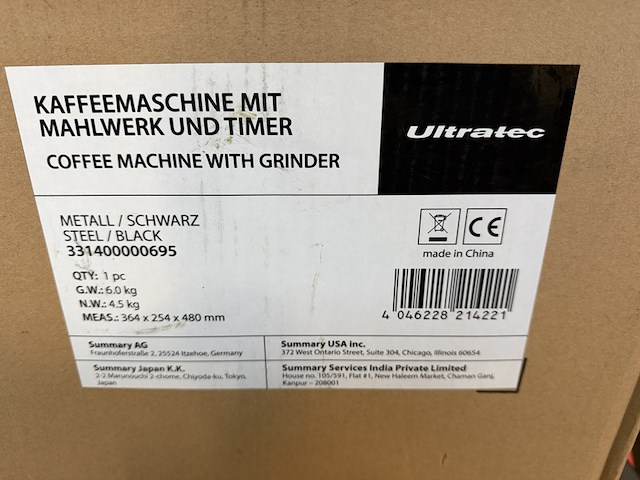 KAFFEEMASCHINE MIT
MAHLWERK UND TIMER
COFFEE MACHINE WITH GRINDER
Ultratec
METALL / SCHWARZ
STEEL / BLACK
331400000695
QTY: 1 pc
G.W.: 6.0 kg
N.W.: 4.5 kg
MEAS.: 364 x 254 x 480 mm
CE
made in China
4 046228 214221
Summary AG
Fraunhoferstraße 2, 25524 Itzehoe, Germany
Summary USA inc.
372 West Ontario Street, Suite 304, Chicago, Illinois 60654
Summary Japan K.K.
2-2 Marunouchi 2-chome, Chiyoda-ku, Tokyo,
Japan
Summary Services India Private Limited
House no. 105/591, Flat #1, New Haleem Market, Chaman Ganj,
Kanpur – 208001